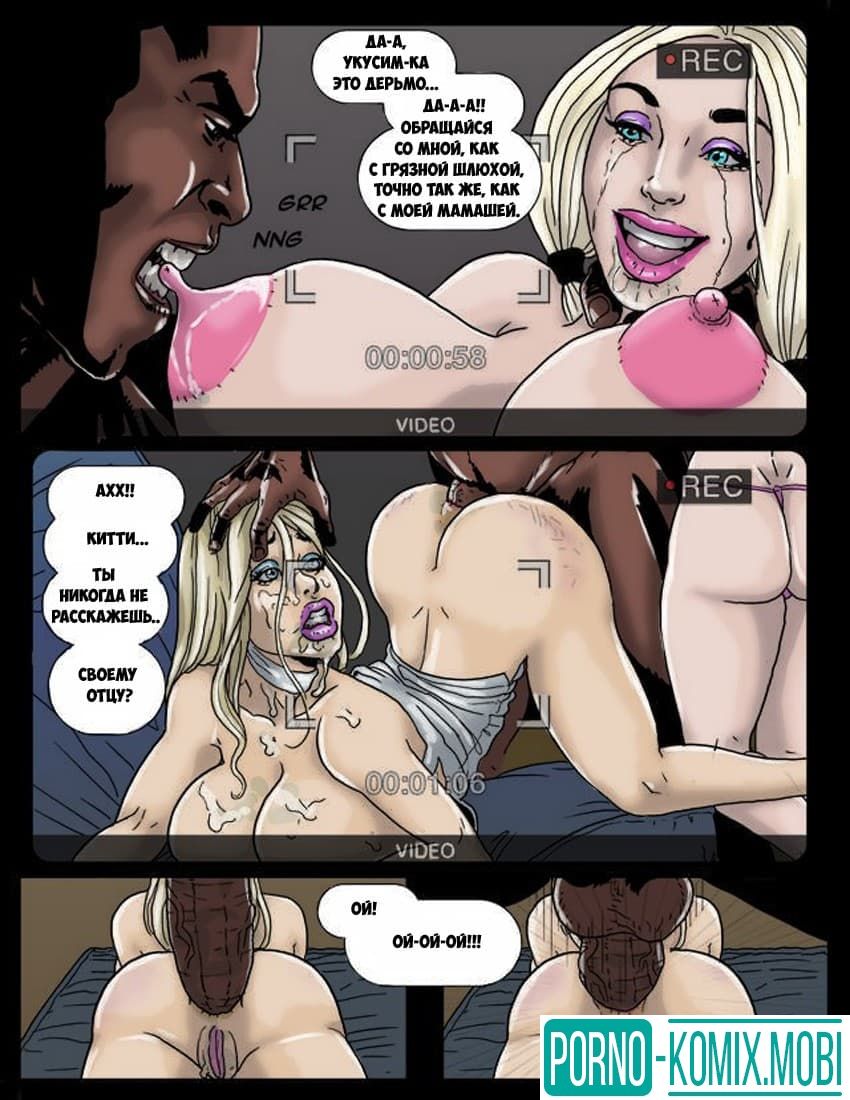 ДА-А,
УКУСИМ-КА
ЭТО ДЕРЬМО...
ДА-А-А!!
ОБРАЩАЙСЯ
СО МНОЙ, КАК
С ГРЯЗНОЙ ШЛЮХОЙ,
ТОЧНО ТАК ЖЕ, КАК
С МОЕЙ МАМАШЕЙ.
REC
GRR
NNG
00:00:58
VIDEO
АХХ!!
КИТТИ...
ТЫ
НИКОГДА НЕ
РАССКАЖЕШЬ..
СВОЕМУ
ОТЦУ?
REC
00:01:06
VIDEO
ОЙ!
ОЙ-ОЙ-ОЙ!!!
PORNO-KOMIX.MOBI